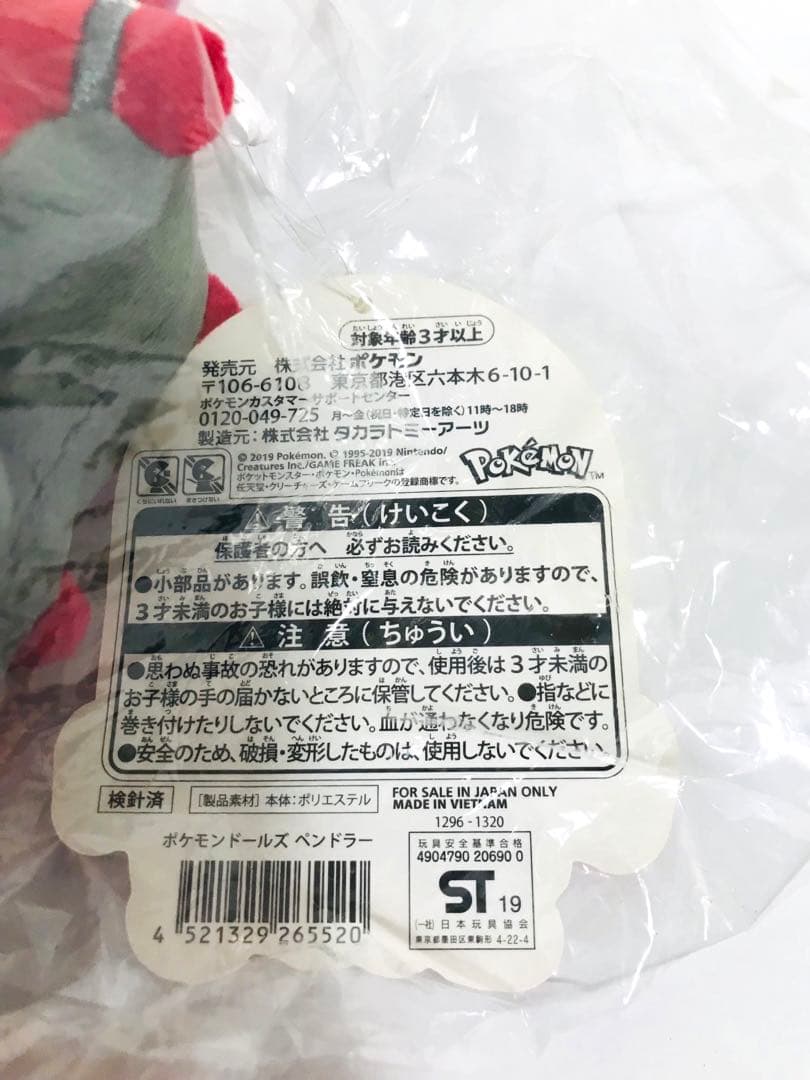 対象年齢3才以上
発売元 株式会社ポケモン
〒106-6108 東京都港区六本木6-10-1
ポケモンカスタマーサポートセンター
0120-049-725 月〜金(祝日・特定日を除く)11時〜18時
製造元:株式会社 タカラトミーアーツ
© 2019 Pokémon. © 1995-2019 Nintendo/
Creatures Inc./GAME FREAK inc.
ポケットモンスター・ポケモン・Pokémonは
任天堂・クリーチャーズ・ゲームフリークの登録商標です。
POKéMON TM
くちにいれない まきつけない
⚠ 警告(けいこく)
保護者の方へ 必ずお読みください。
●小部品があります。誤飲・窒息の危険がありますので、
3才未満のお子様には絶対に与えないでください。
⚠ 注意(ちゅうい)
●思わぬ事故の恐れがありますので、使用後は3才未満の
お子様の手の届かないところに保管してください。●指などに
巻き付けたりしないでください。血が通わなくなり危険です。
●安全のため、破損・変形したものは、使用しないでください。
検針済 [製品素材]本体:ポリエステル
FOR SALE IN JAPAN ONLY
MADE IN VIETNAM
1296-1320
ポケモンドールズ ペンドラー
4 521329 265520
玩具安全基準合格
4904790 20690 0
ST 19
(一社)日本玩具協会
東京都墨田区東駒形 4-22-4